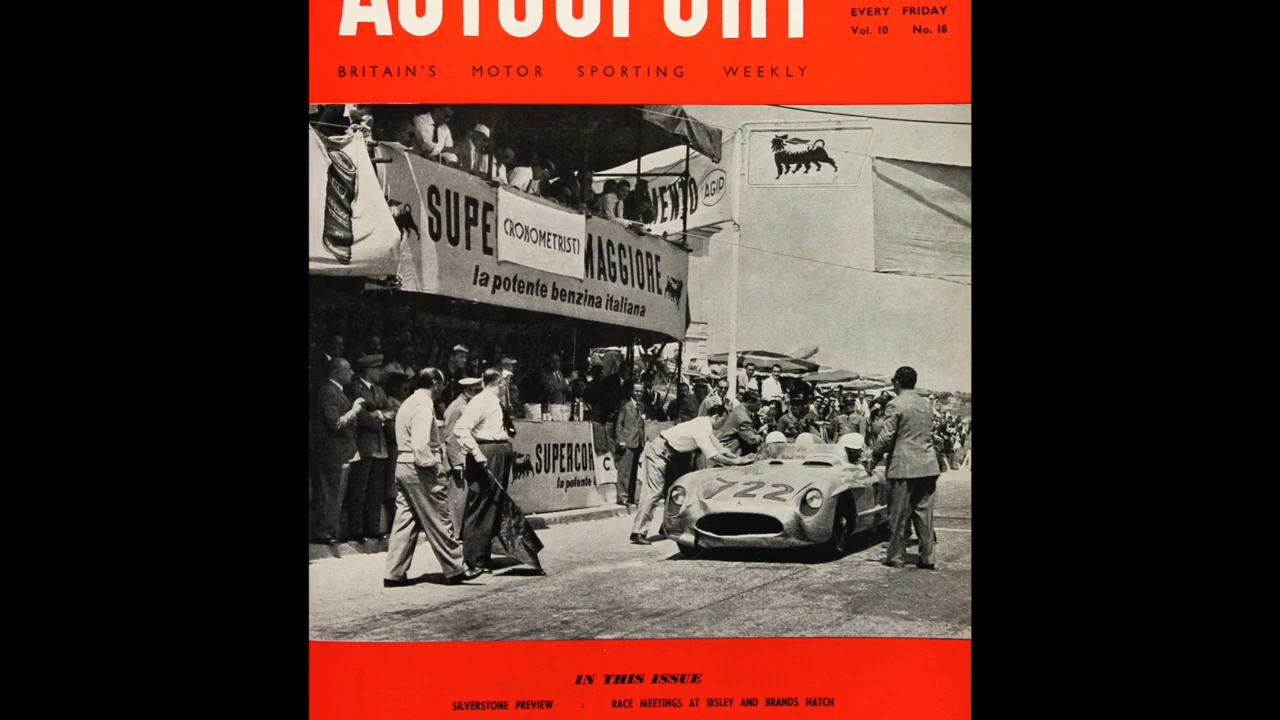 AUTOSPORT
EVERY FRIDAY
Vol. 10 No. 18
BRITAIN'S MOTOR SPORTING WEEKLY
AGIP
SUPE
CRONOMETRISTI
MAGGIORE
la potente benzina italiana
SUPERCOR
C
la potente
722
IN THIS ISSUE
SILVERSTONE PREVIEW : RACE MEETINGS AT IBSLEY AND BRANDS HATCH